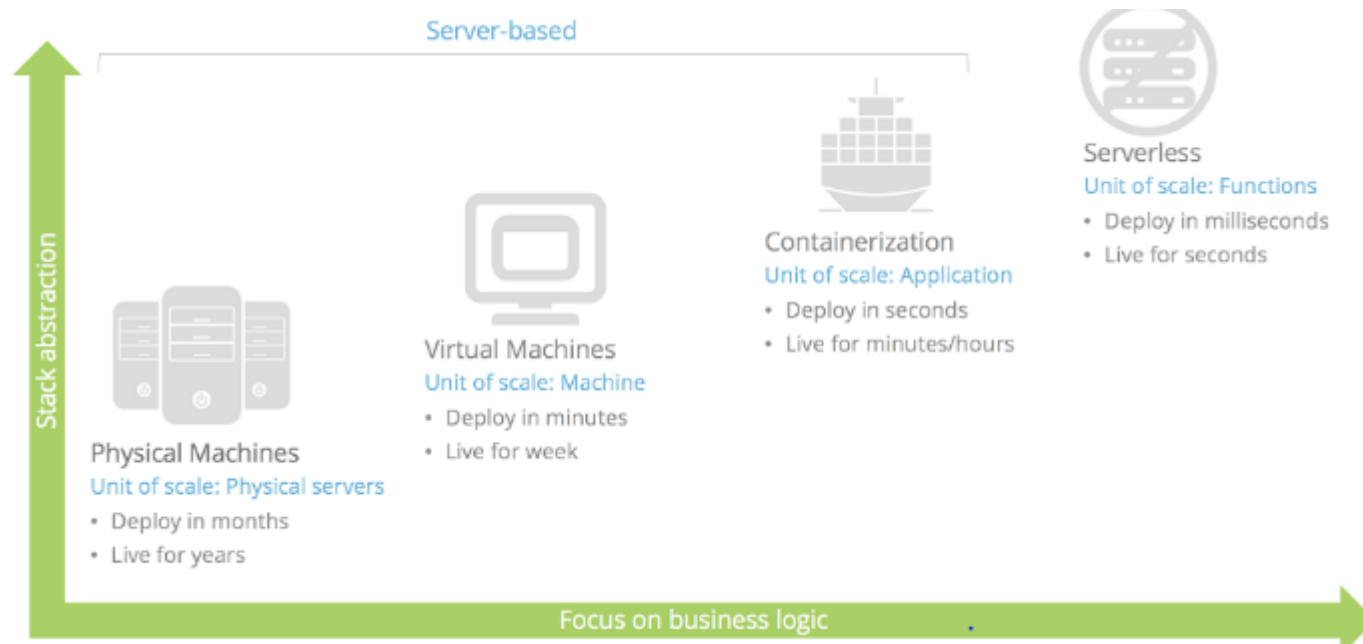 Server-based
Serverless
Unit of scale: Functions
• Deploy in milliseconds
• Live for seconds
Containerization
Unit of scale: Application
• Deploy in seconds
• Live for minutes/hours
Virtual Machines
Unit of scale: Machine
• Deploy in minutes
• Live for week
Physical Machines
Unit of scale: Physical servers
• Deploy in months
• Live for years
Stack abstraction
Focus on business logic